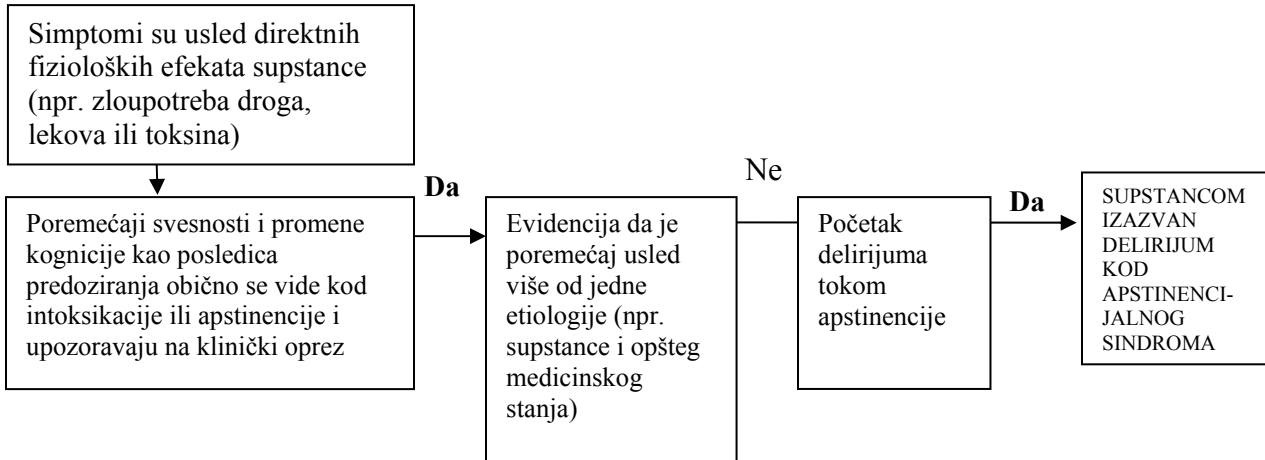 Simptomi su usled direktnih
fizioloških efekata supstance
(npr. zloupotreba droga,
lekova ili toksina)
Poremećaji svesnosti i promene
kognicije kao posledica
predoziranja obično se vide kod
intoksikacije ili apstinencije i
upozoravaju na klinički oprez
Da
Evidencija da je
poremećaj usled
više od jedne
etiologije (npr.
supstance i opšteg
medicinskog
stanja)
Ne
Početak
delirijuma
tokom
apstinencije
Da
SUPSTANCOM
IZAZVAN
DELIRIJUM
KOD
APSTINENCI-
JALNOG
SINDROMA